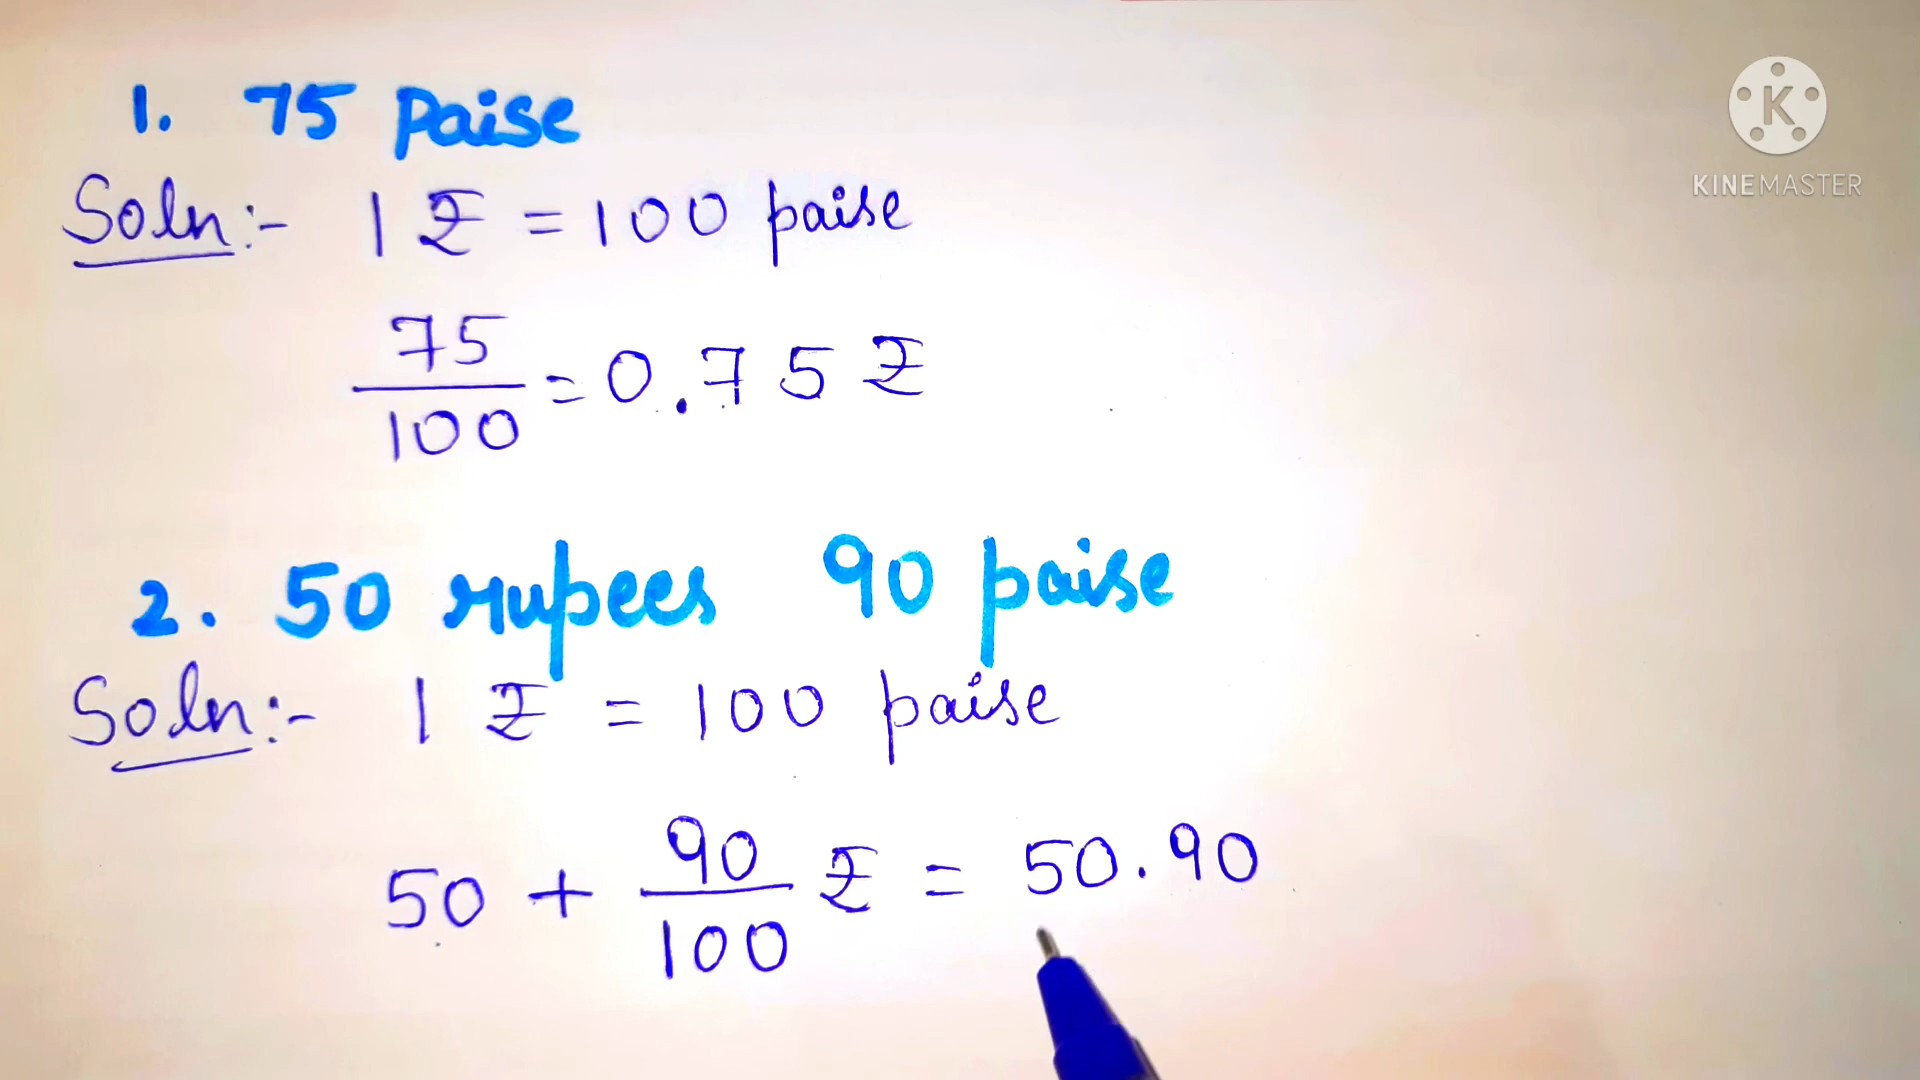 1. 75 Paise
KINEMASTER
Soln:- 1 ₹ = 100 paise
75/100 = 0.75 ₹
2. 50 rupees 90 paise
Soln:- 1 ₹ = 100 paise
50 + 90/100 ₹ = 50.90